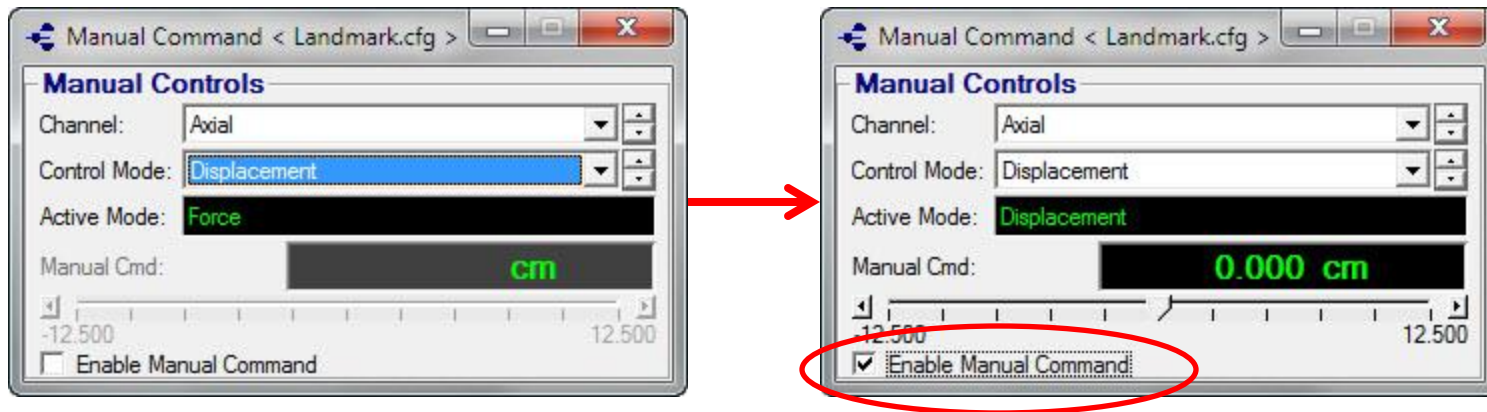 Manual Command < Landmark.cfg >
Manual Controls
Channel: Axial
Control Mode: Displacement
Active Mode: Force
Manual Cmd: cm
-12.500 12.500
Enable Manual Command
Manual Command < Landmark.cfg >
Manual Controls
Channel: Axial
Control Mode: Displacement
Active Mode: Displacement
Manual Cmd: 0.000 cm
-12.500 12.500
Enable Manual Command